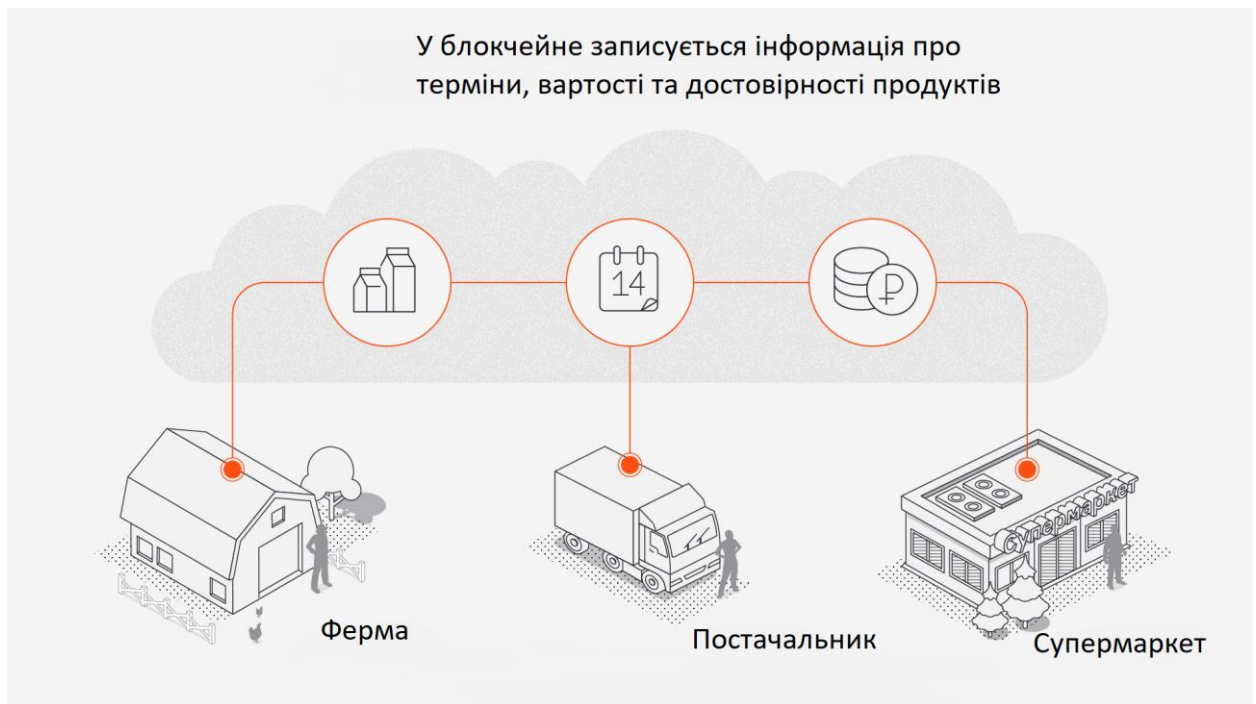 У блокчейне записується інформація про
терміни, вартості та достовірності продуктів
14
₽
Супермаркет
Ферма
Постачальник
Супермаркет